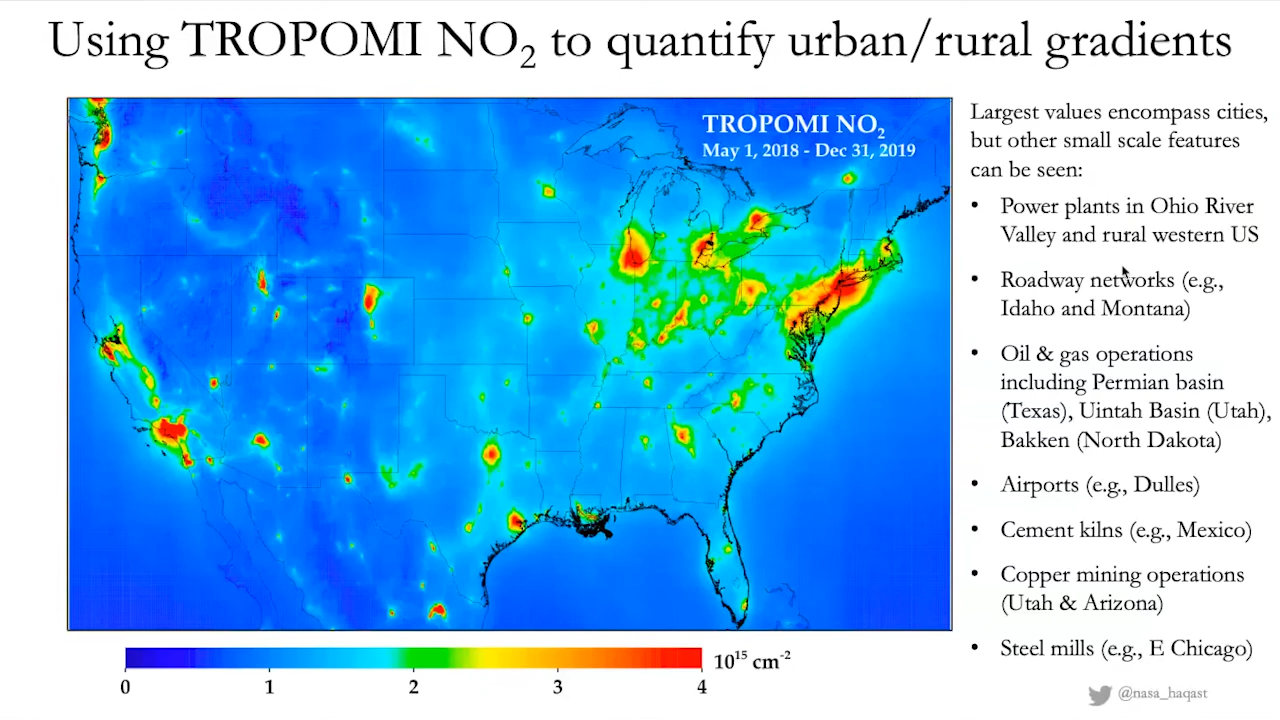 Using TROPOMI NO₂ to quantify urban/rural gradients
TROPOMI NO₂
May 1, 2018 - Dec 31, 2019
0 1 2 3 4
10¹⁵ cm⁻²
Largest values encompass cities,
but other small scale features
can be seen:
• Power plants in Ohio River
Valley and rural western US
• Roadway networks (e.g.,
Idaho and Montana)
• Oil & gas operations
including Permian basin
(Texas), Uintah Basin (Utah),
Bakken (North Dakota)
• Airports (e.g., Dulles)
• Cement kilns (e.g., Mexico)
• Copper mining operations
(Utah & Arizona)
• Steel mills (e.g., E Chicago)
@nasa_haqast